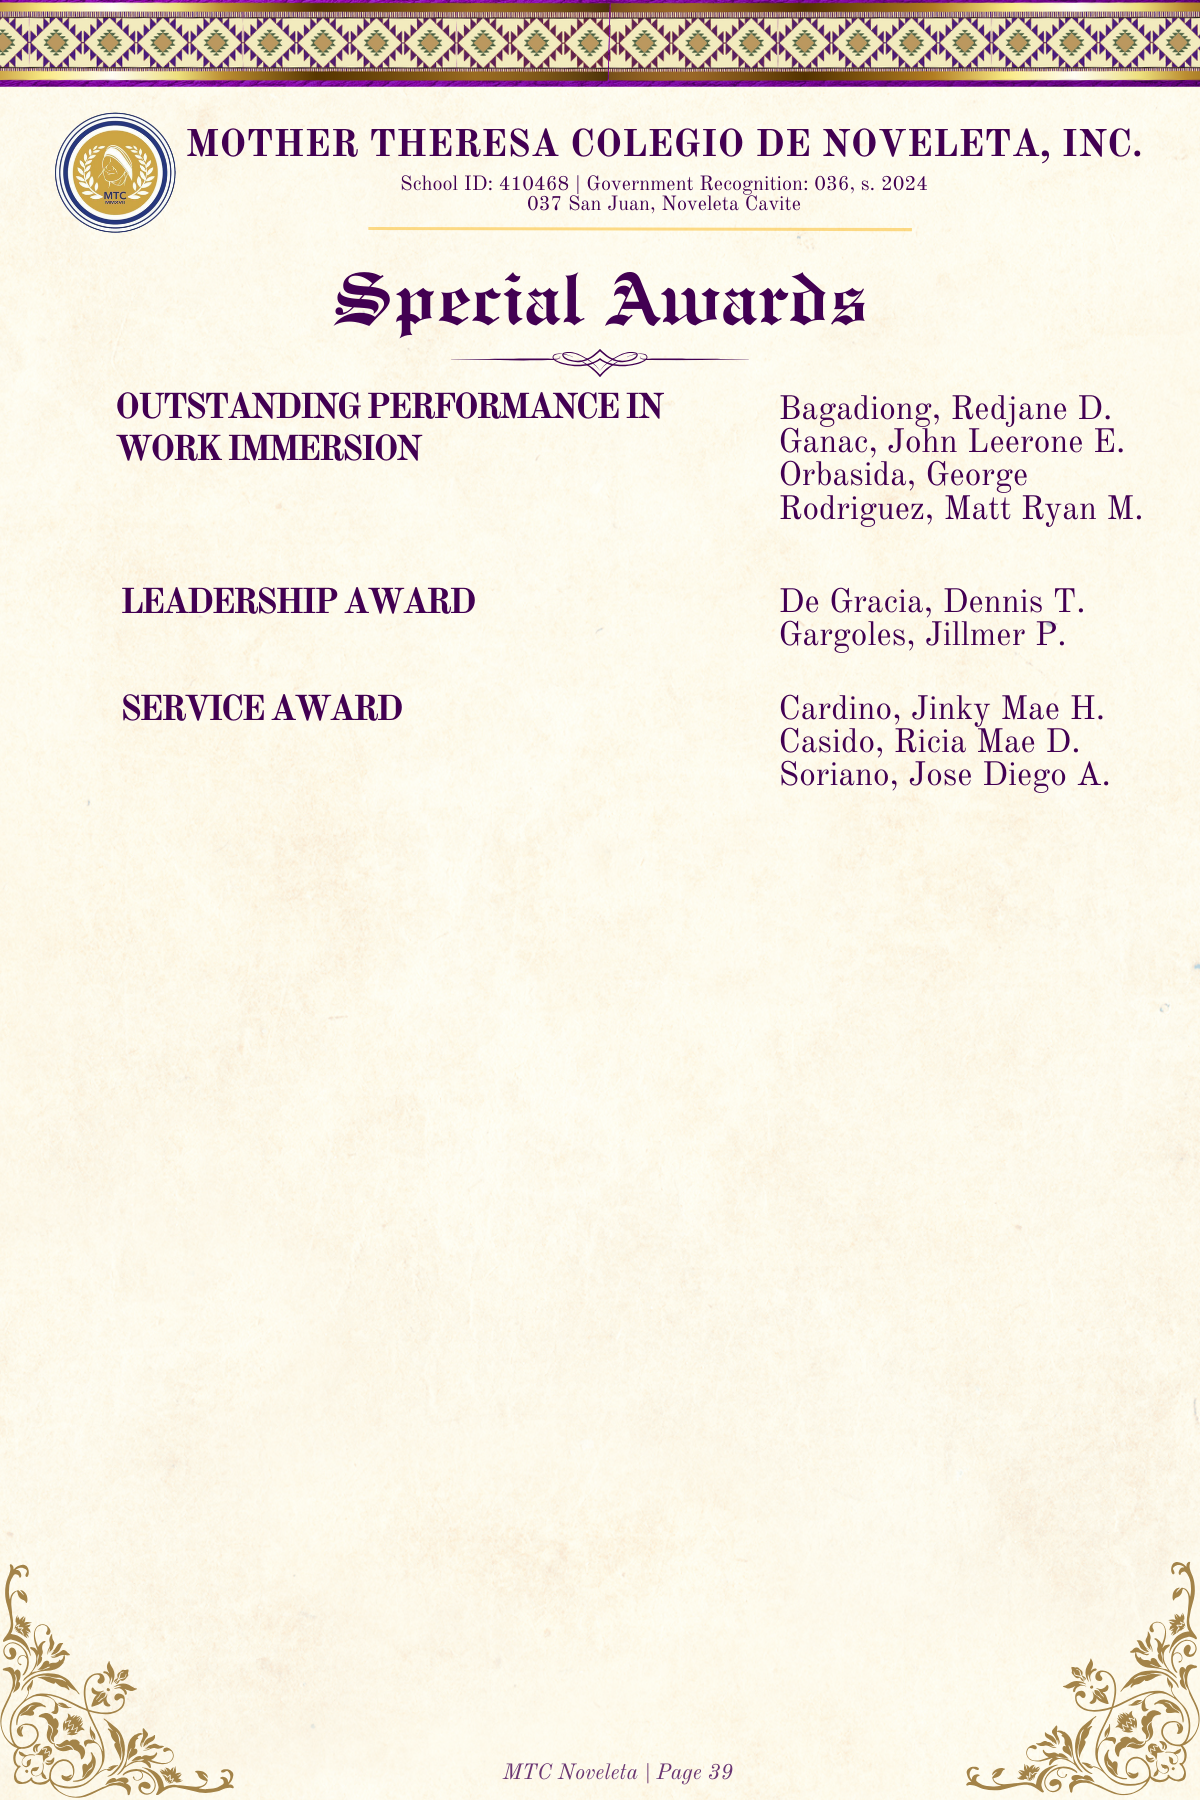 MOTHER THERESA COLEGIO DE NOVELETA, INC.
School ID: 410468 | Government Recognition: 036, s. 2024
037 San Juan, Noveleta Cavite
MTC
Special Awards
OUTSTANDING PERFORMANCE IN
WORK IMMERSION
Bagadiong, Redjane D.
Ganac, John Leerone E.
Orbasida, George
Rodriguez, Matt Ryan M.
LEADERSHIP AWARD
De Gracia, Dennis T.
Gargoles, Jillmer P.
SERVICE AWARD
Cardino, Jinky Mae H.
Casido, Ricia Mae D.
Soriano, Jose Diego A.
MTC Noveleta | Page 39